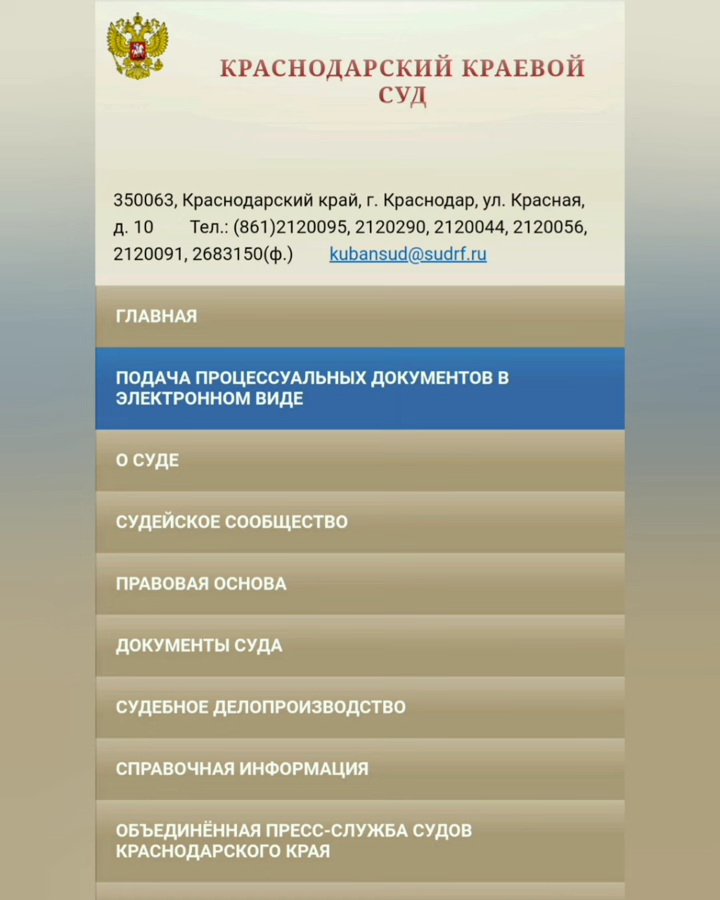 КРАСНОДАРСКИЙ КРАЕВОЙ
СУД
350063, Краснодарский край, г. Краснодар, ул. Красная,
д. 10 Тел.: (861)2120095, 2120290, 2120044, 2120056,
2120091, 2683150(ф.) kubansud@sudrf.ru
ГЛАВНАЯ
ПОДАЧА ПРОЦЕССУАЛЬНЫХ ДОКУМЕНТОВ В
ЭЛЕКТРОННОМ ВИДЕ
О СУДЕ
СУДЕЙСКОЕ СООБЩЕСТВО
ПРАВОВАЯ ОСНОВА
ДОКУМЕНТЫ СУДА
СУДЕБНОЕ ДЕЛОПРОИЗВОДСТВО
СПРАВОЧНАЯ ИНФОРМАЦИЯ
ОБЪЕДИНЁННАЯ ПРЕСС-СЛУЖБА СУДОВ
КРАСНОДАРСКОГО КРАЯ